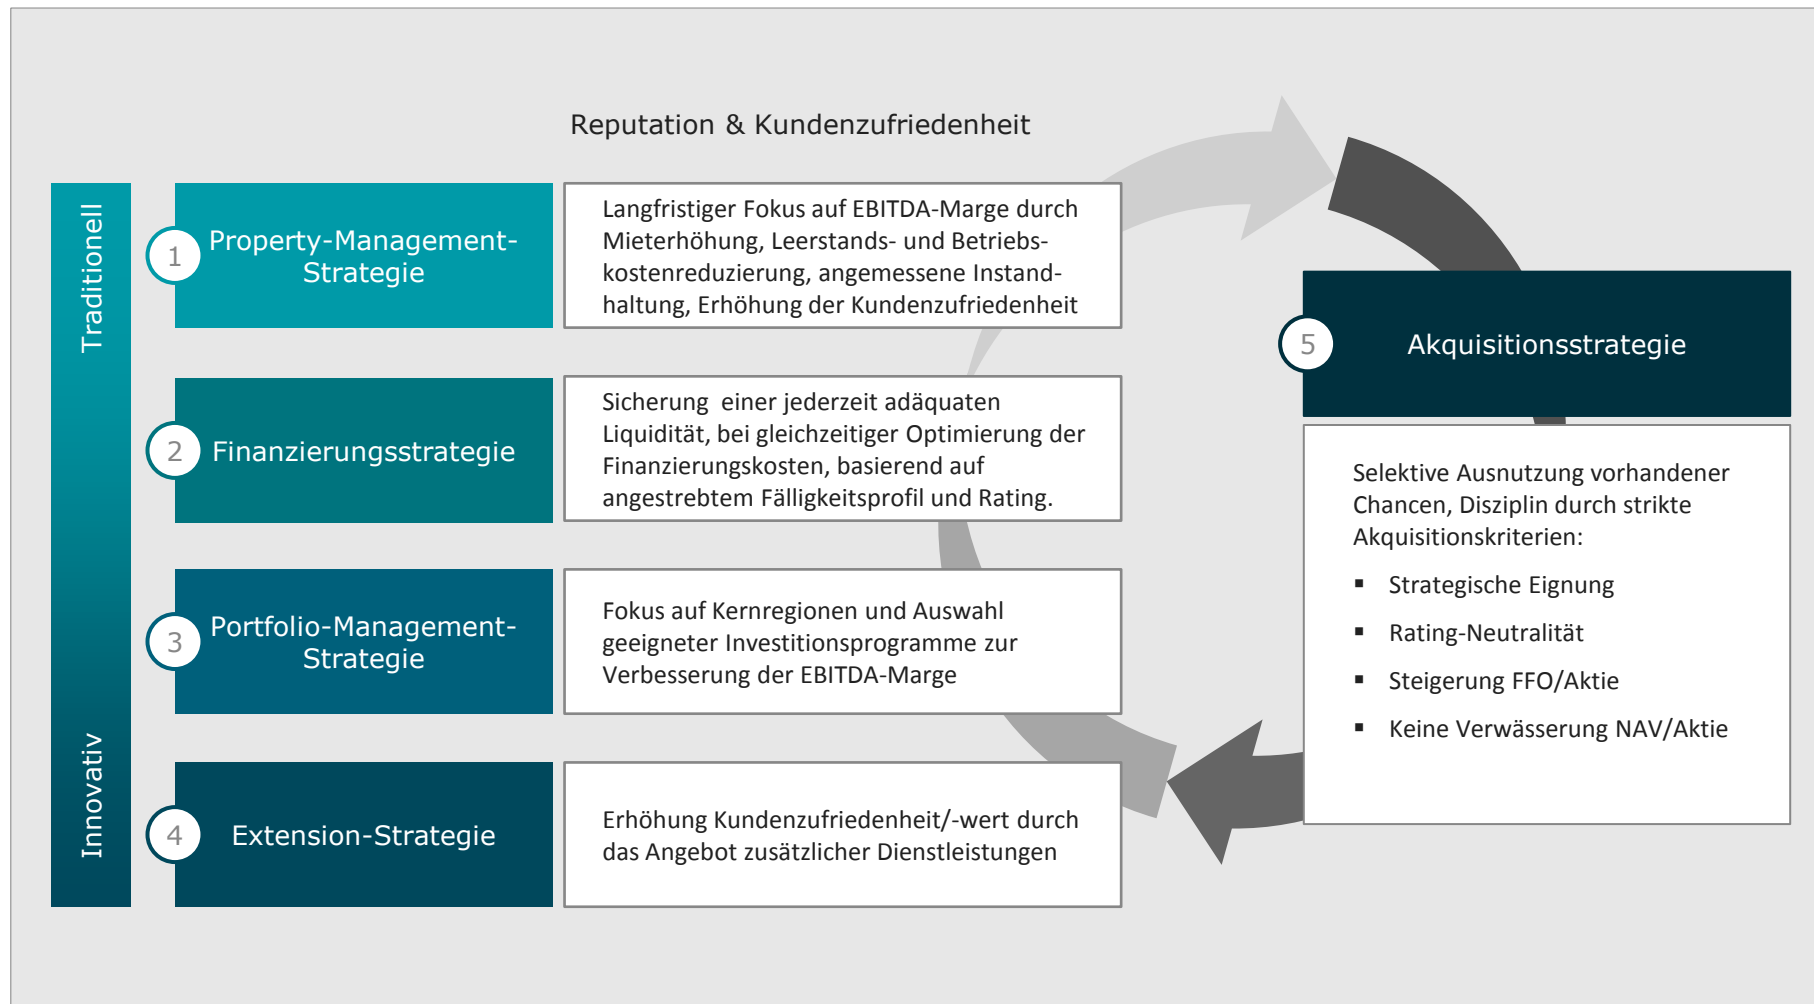 Reputation & Kundenzufriedenheit
Traditionell
Innovativ
1
Property-Management-
Strategie
Langfristiger Fokus auf EBITDA-Marge durch
Mieterhöhung, Leerstands- und Betriebs-
kostenreduzierung, angemessene Instand-
haltung, Erhöhung der Kundenzufriedenheit
2
Finanzierungsstrategie
Sicherung einer jederzeit adäquaten
Liquidität, bei gleichzeitiger Optimierung der
Finanzierungskosten, basierend auf
angestrebtem Fälligkeitsprofil und Rating.
3
Portfolio-Management-
Strategie
Fokus auf Kernregionen und Auswahl
geeigneter Investitionsprogramme zur
Verbesserung der EBITDA-Marge
4
Extension-Strategie
Erhöhung Kundenzufriedenheit/-wert durch
das Angebot zusätzlicher Dienstleistungen
5
Akquisitionsstrategie
Selektive Ausnutzung vorhandener
Chancen, Disziplin durch strikte
Akquisitionskriterien:
▪ Strategische Eignung
▪ Rating-Neutralität
▪ Steigerung FFO/Aktie
▪ Keine Verwässerung NAV/Aktie